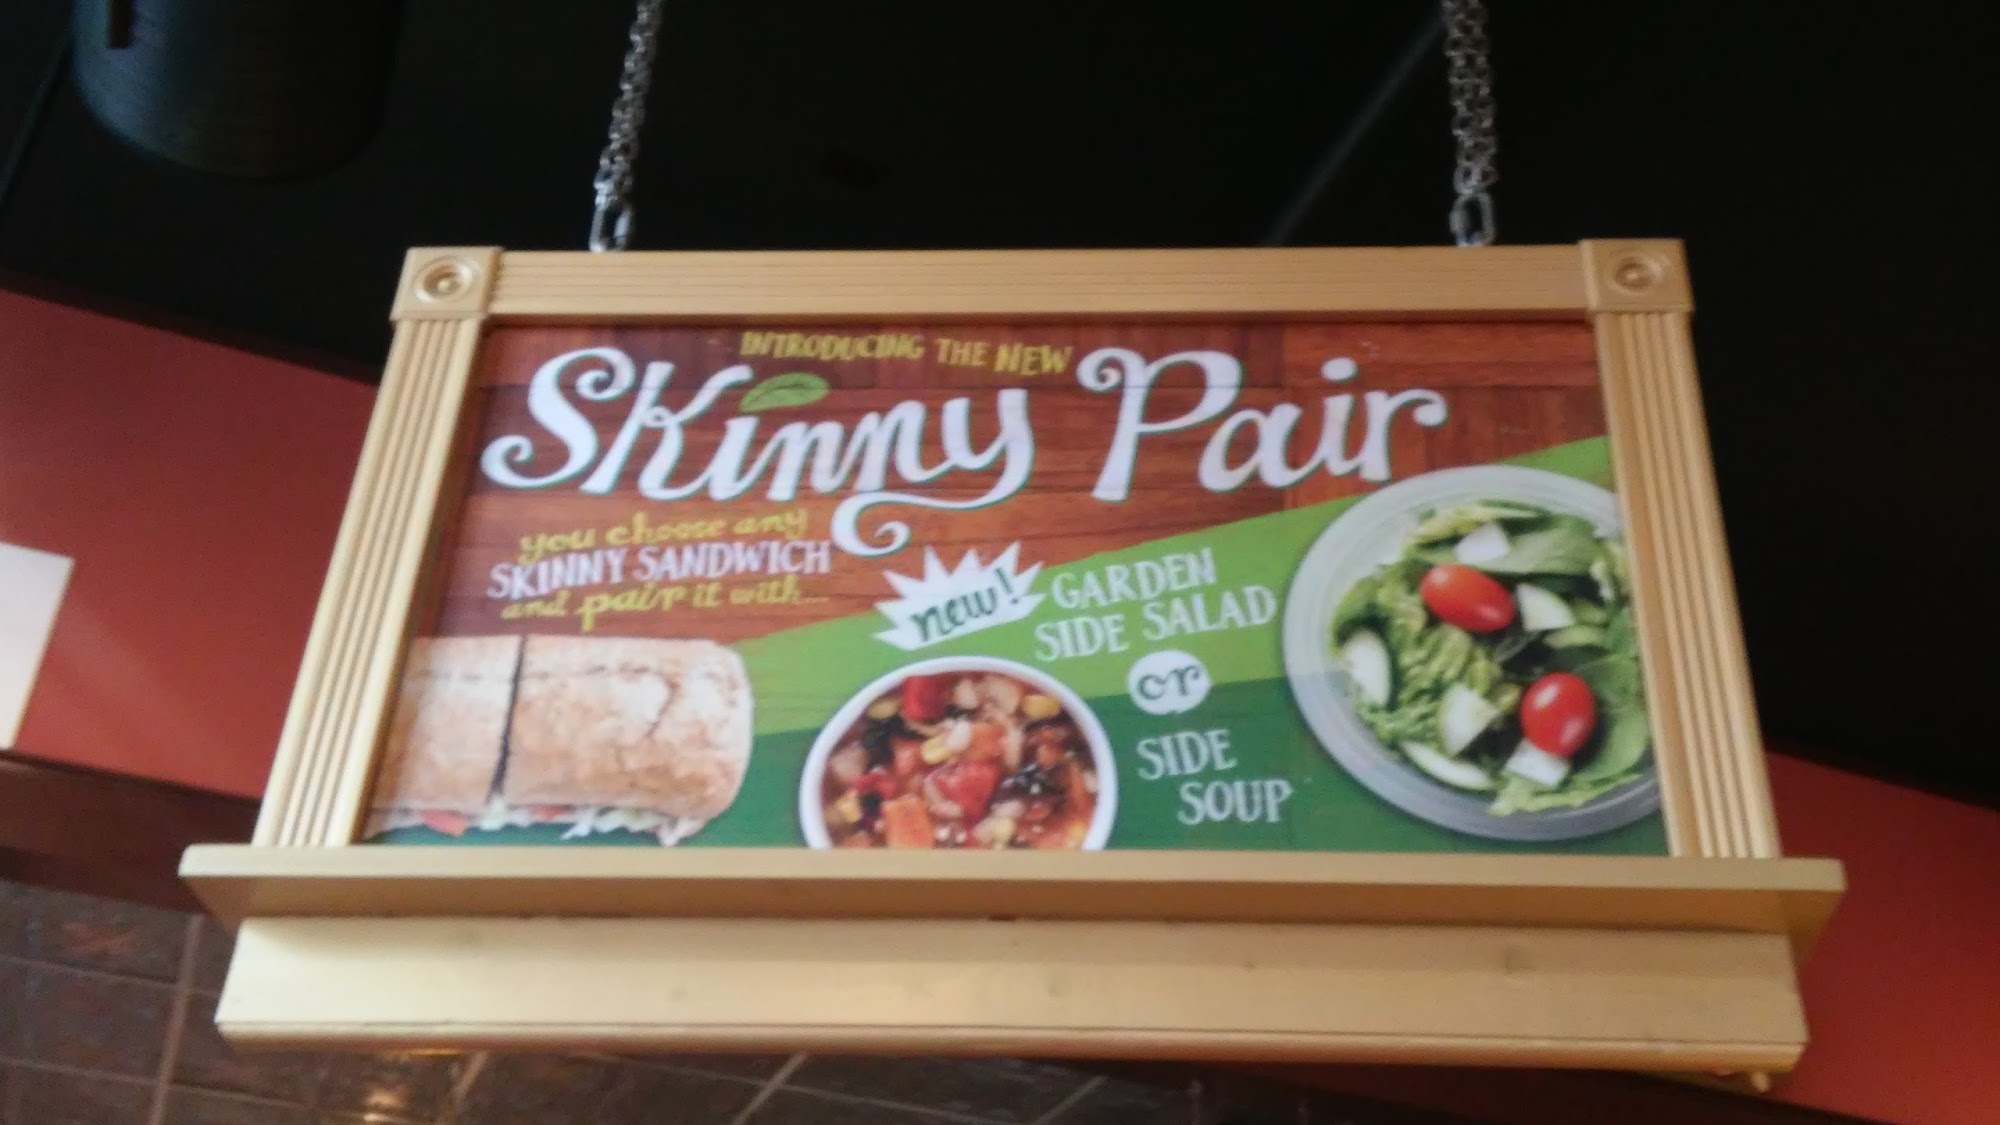 INTRODUCING THE NEW
Skinny Pair
you choose any
SKINNY SANDWICH
and pair it with...
new!
GARDEN
SIDE SALAD
or
SIDE
SOUP